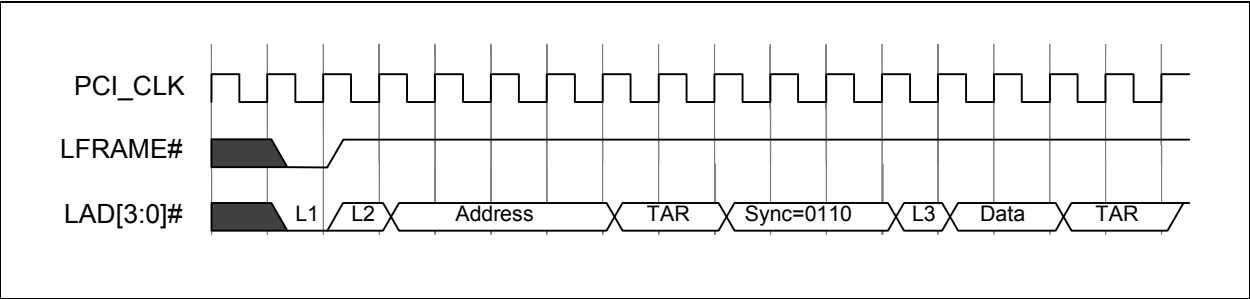 PCI_CLK
LFRAME#
LAD[3:0]# L1 L2 Address TAR Sync=0110 L3 Data TAR